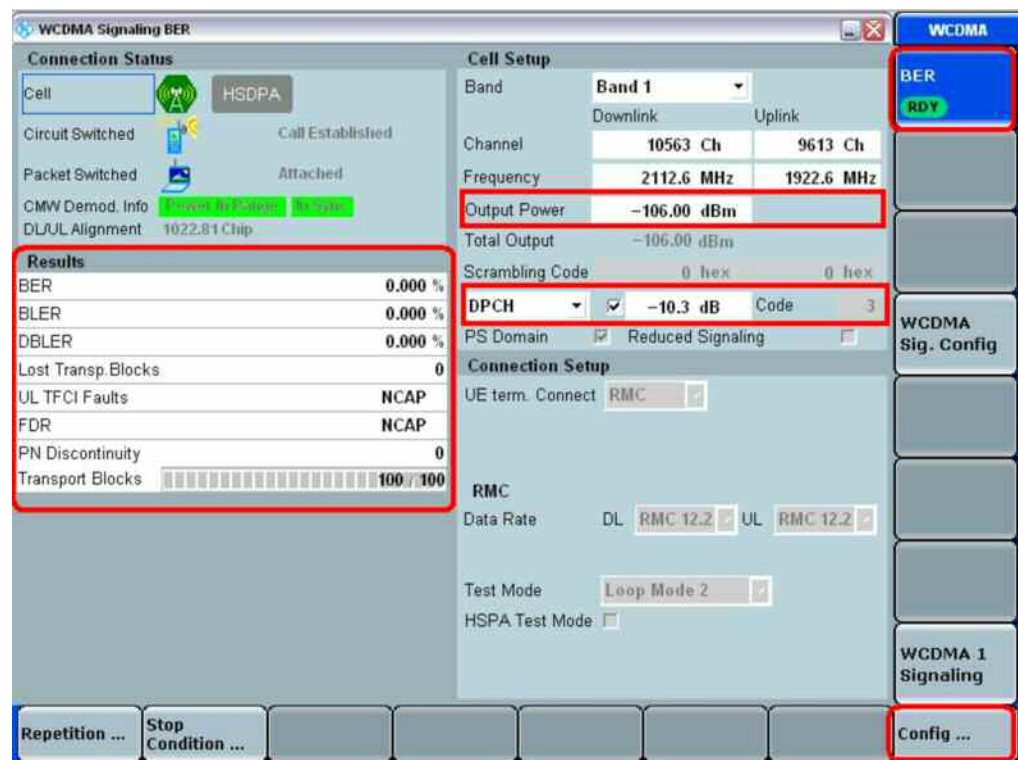 WCDMA Signaling BER
Connection Status
Cell HSDPA
Circuit Switched Call Established
Packet Switched Attached
CMW Demod. Info Power In Range In Sync
DL/UL Alignment 1022.81 Chip
Results
BER 0.000 %
BLER 0.000 %
DBLER 0.000 %
Lost Transp.Blocks 0
UL TFCI Faults NCAP
FDR NCAP
PN Discontinuity 0
Transport Blocks 100 / 100
Cell Setup
Band Band 1
Downlink Uplink
Channel 10563 Ch 9613 Ch
Frequency 2112.6 MHz 1922.6 MHz
Output Power −106.00 dBm
Total Output −106.00 dBm
Scrambling Code 0 hex 0 hex
DPCH −10.3 dB Code 3
PS Domain Reduced Signaling
Connection Setup
UE term. Connect RMC
RMC
Data Rate DL RMC 12.2 UL RMC 12.2
Test Mode Loop Mode 2
HSPA Test Mode
WCDMA
BER
RDY
WCDMA
Sig. Config
WCDMA 1
Signaling
Repetition ...
Stop
Condition ...
Config ...